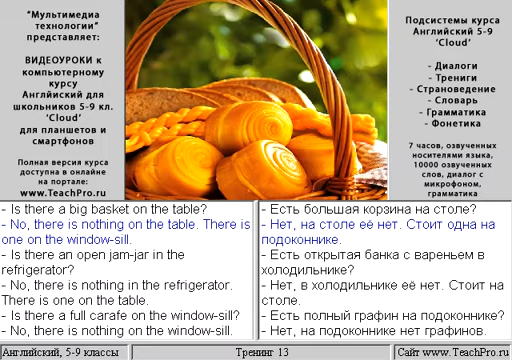 "Мультимедиа
технологии"
представляет:
ВИДЕОУРОКИ к
компьютерному
курсу
Английский для
школьников 5-9 кл.
'Cloud'
для планшетов и
смартфонов
Полная версия курса
доступна в онлайне
на портале:
www.TeachPro.ru
Подсистемы курса
Английский 5-9
'Cloud'
- Диалоги
- Тренинги
- Страноведение
- Словарь
- Грамматика
- Фонетика
7 часов, озвученных
носителями языка,
10000 озвученных
слов, диалог с
микрофоном,
грамматика
- Is there a big basket on the table?
- No, there is nothing on the table. There is
one on the window-sill.
- Is there an open jam-jar in the
refrigerator?
- No, there is nothing in the refrigerator.
There is one on the table.
- Is there a full carafe on the window-sill?
- No, there is nothing on the window-sill.
- Есть большая корзина на столе?
- Нет, на столе её нет. Стоит одна на
подоконнике.
- Есть открытая банка с вареньем в
холодильнике?
- Нет, в холодильнике её нет. Стоит на
столе.
- Есть полный графин на подоконнике?
- Нет, на подоконнике нет графинов.
Английский, 5-9 классы
Тренинг 13
Сайт www.TeachPro.ru